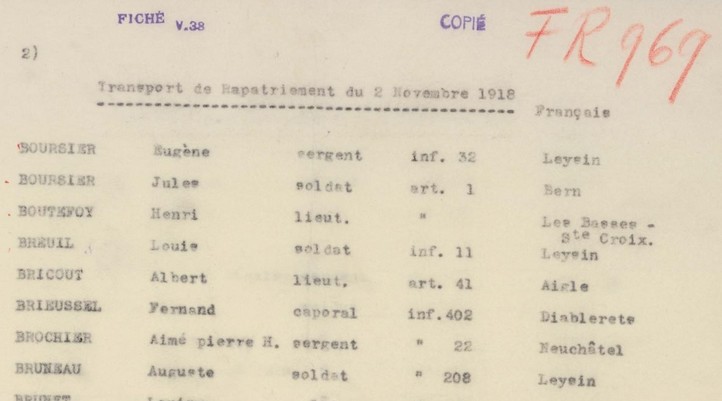 FICHÉ V.38 COPIÉ FR 969
2)
Transport de Rapatriement du 2 Novembre 1918
Français
BOURSIER Eugène sergent inf. 32 Leysin
BOURSIER Jules soldat art. 1 Bern
BOUTEFOY Henri lieut. " Les Basses -
Ste Croix.
BREUIL Louis soldat inf. 11 Leysin
BRICOUT Albert lieut. art. 41 Aigle
BRIEUSSEL Fernand caporal inf.402 Diablerets
BROCHIER Aimé pierre H. sergent " 22 Neuchâtel
BRUNEAU Auguste soldat " 208 Leysin